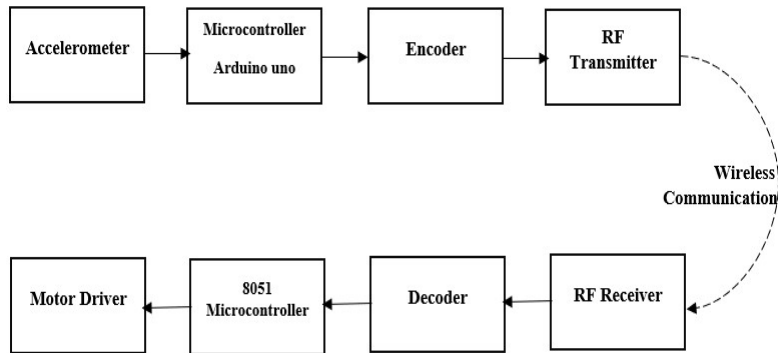 Accelerometer
Microcontroller
Arduino uno
Encoder
RF
Transmitter
Wireless
Communication
Motor Driver
8051
Microcontroller
Decoder
RF Receiver